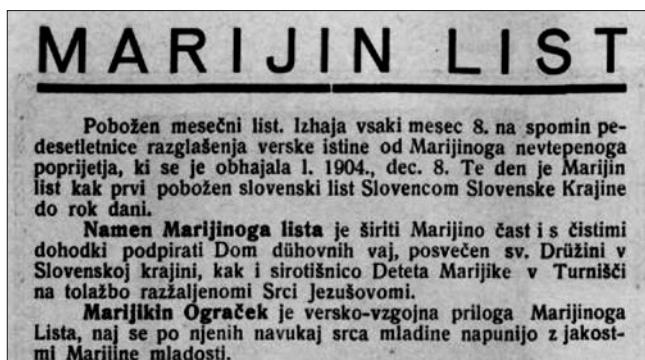 MARIJIN LIST
Pobožen mesečni list. Izhaja vsaki mesec 8. na spomin pe-
desetletnice razglašenja verske istine od Marijinoga nevtepenoga
poprijetja, ki se je obhajala l. 1904., dec. 8. Te den je Marijin
list kak prvi pobožen slovenski list Slovencom Slovenske Krajine
do rok dani.
Namen Marijinoga lista je širiti Marijino čast i s čistimi
dohodki podpirati Dom dühovnih vaj, posvečen sv. Drüžini v
Slovenskoj krajini, kak i sirotišnico Deteta Marijike v Turnišči
na tolažbo razžaljenomi Srci Jezušovomi.
Marijikin Ograček je versko-vzgojna priloga Marijinoga
Lista, naj se po njenih navukaj srca mladine napunijo z jakost-
mi Marijine mladosti.